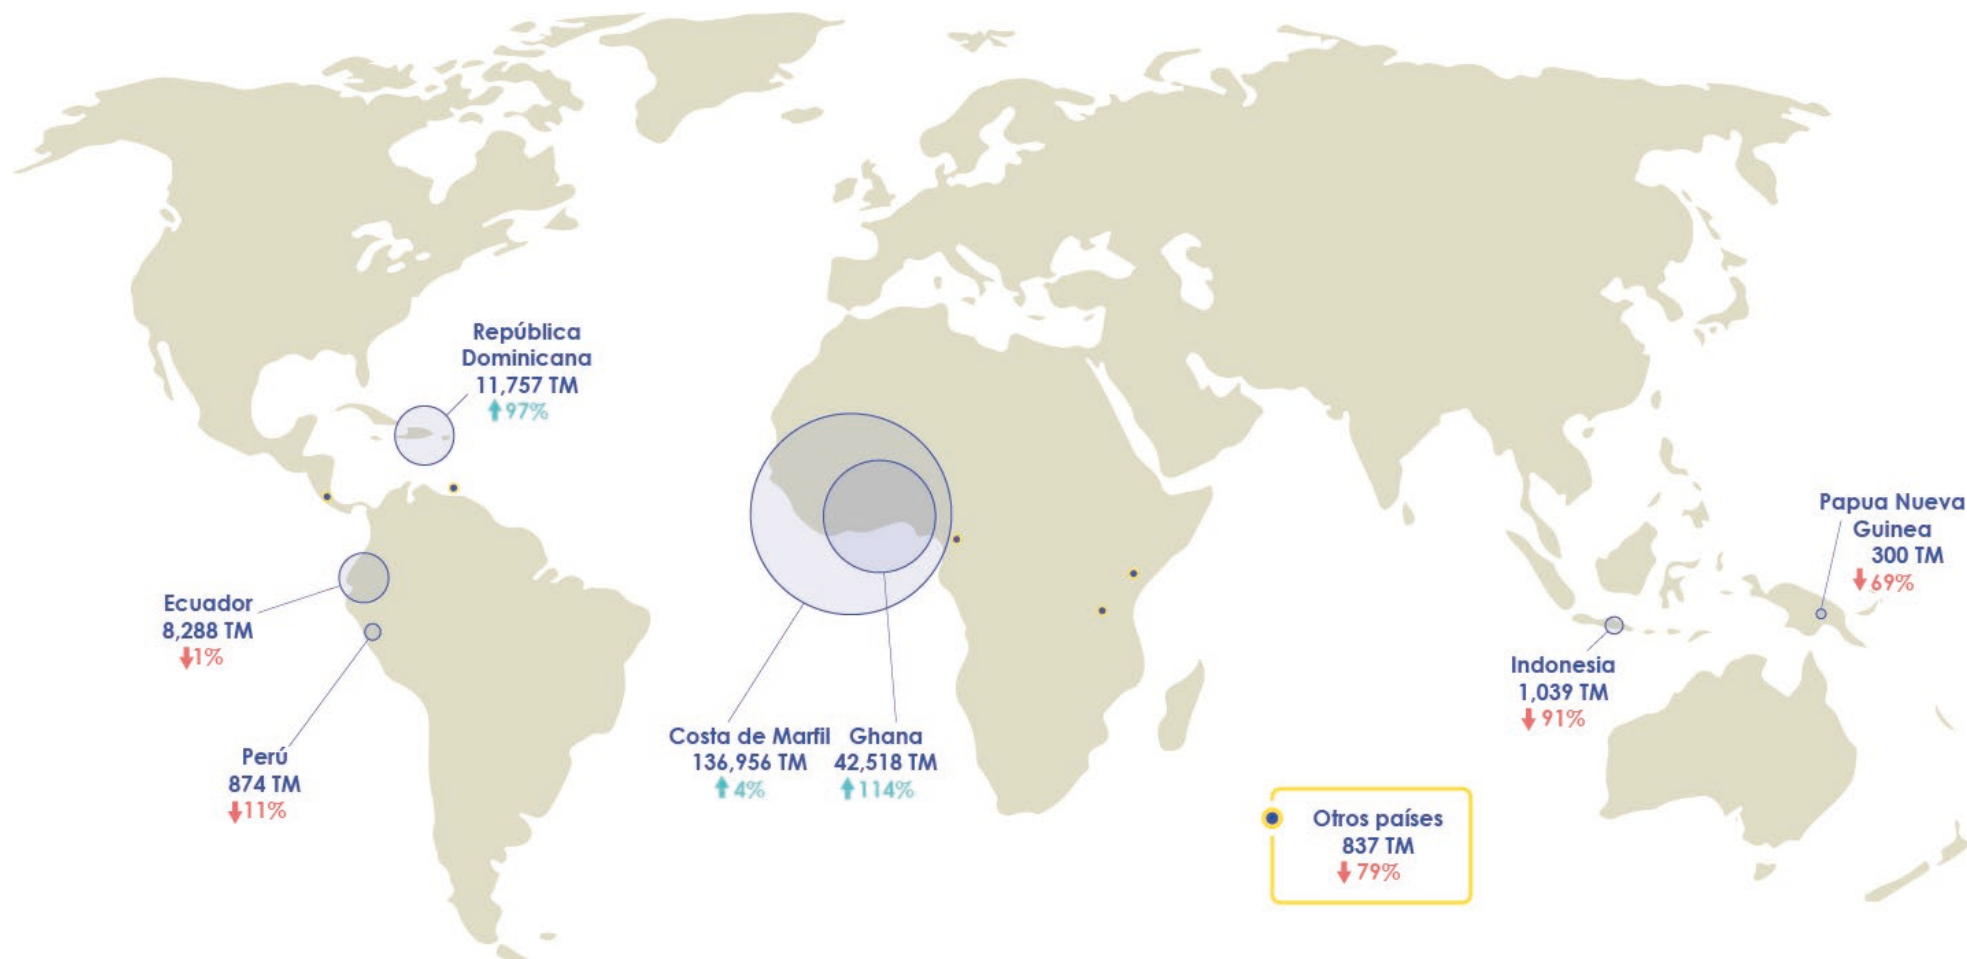 República
Dominicana
11,757 TM
97%
Ecuador
8,288 TM
1%
Perú
874 TM
11%
Costa de Marfil
136,956 TM
4%
Ghana
42,518 TM
114%
Papua Nueva
Guinea
300 TM
69%
Indonesia
1,039 TM
91%
Otros países
837 TM
79%